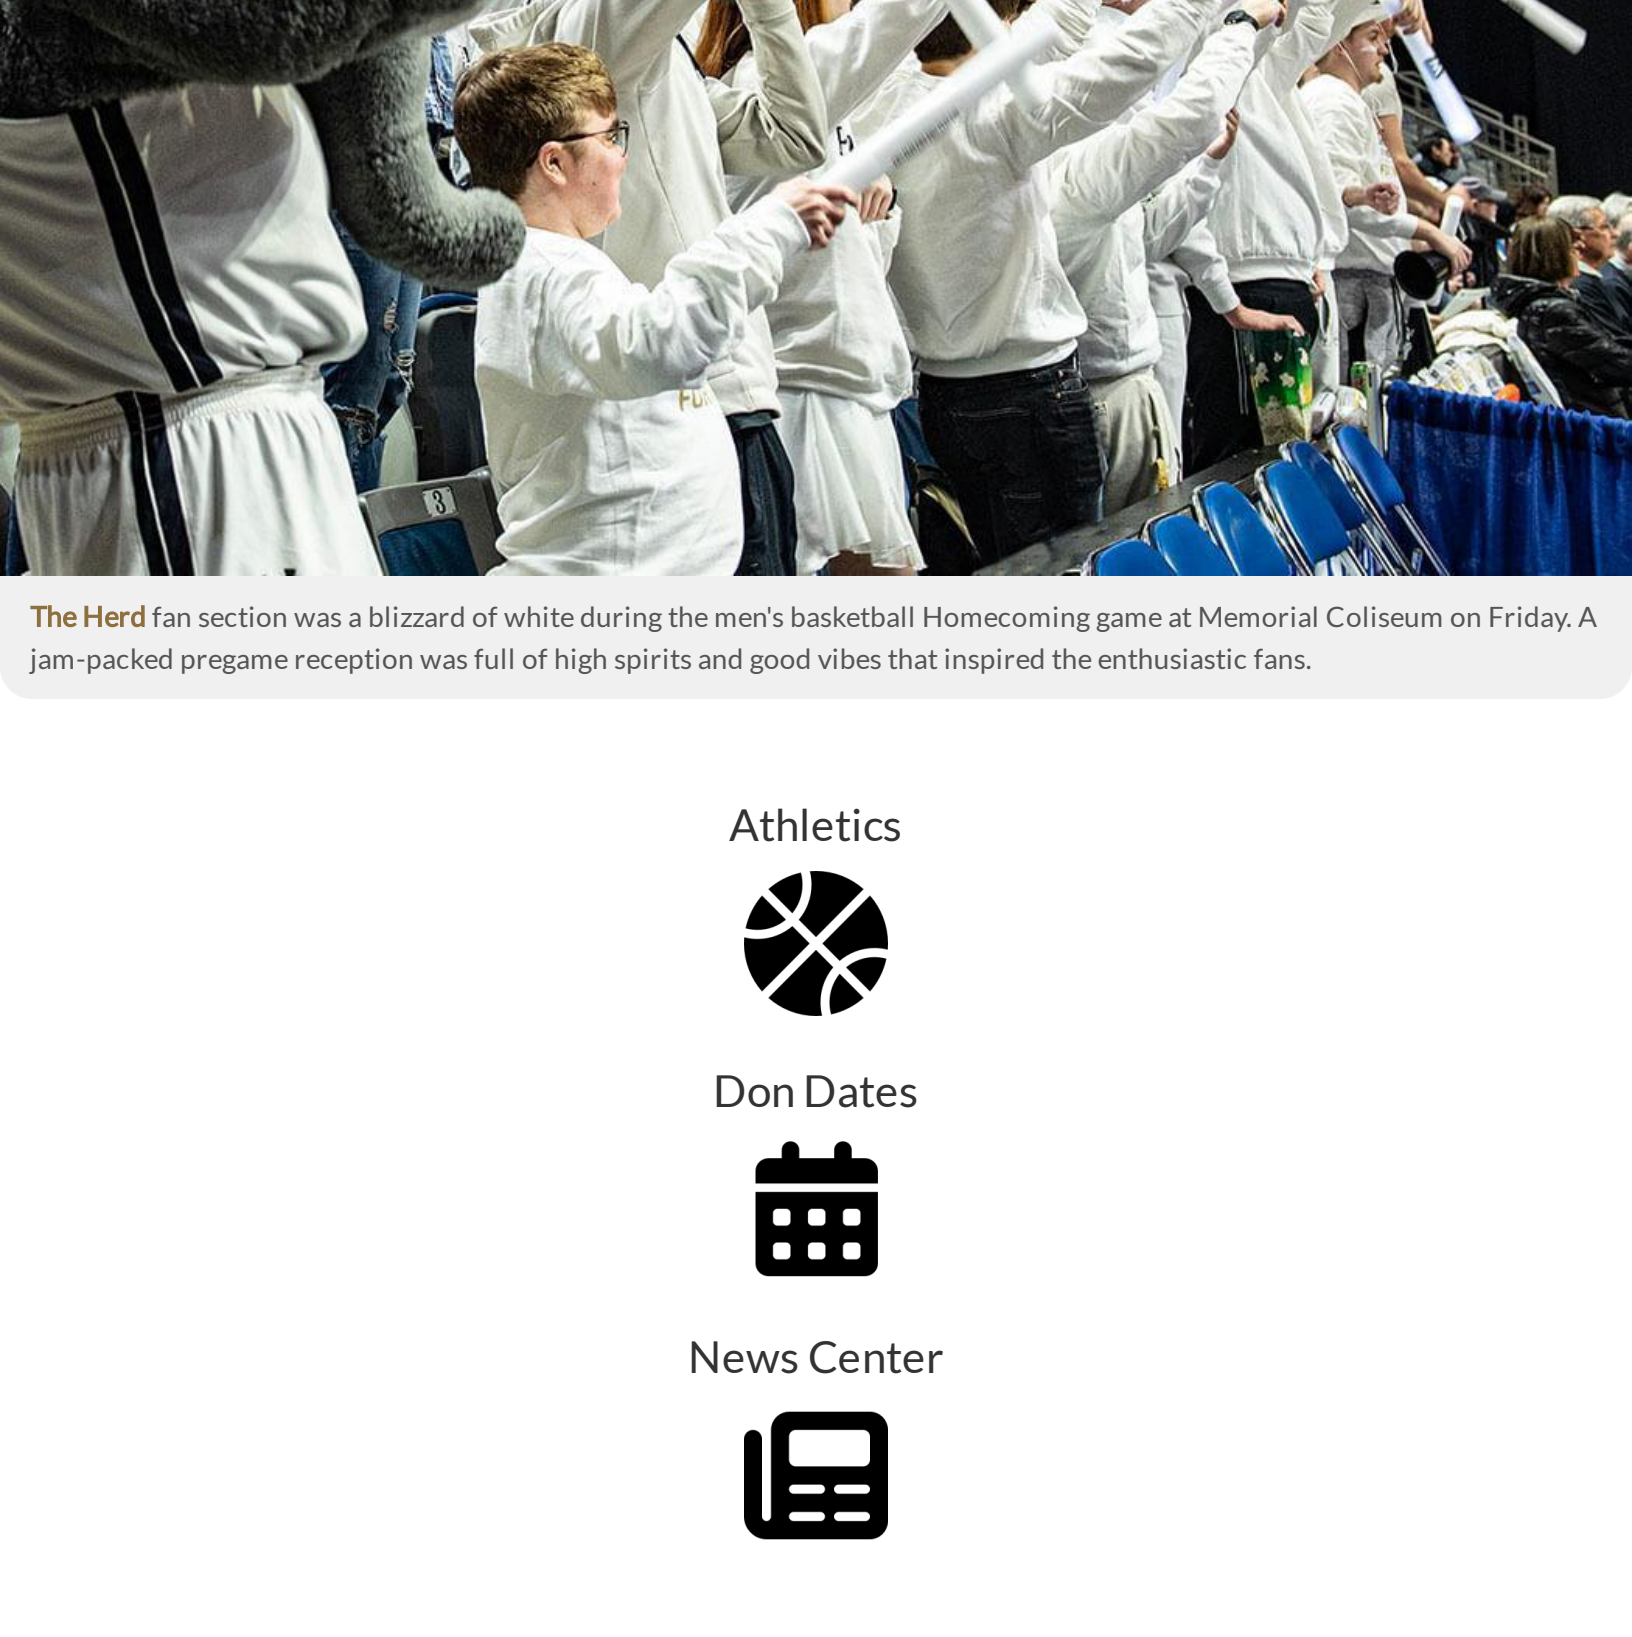 3
The Herd fan section was a blizzard of white during the men's basketball Homecoming game at Memorial Coliseum on Friday. A
jam-packed pregame reception was full of high spirits and good vibes that inspired the enthusiastic fans.
Athletics
Don Dates
News Center